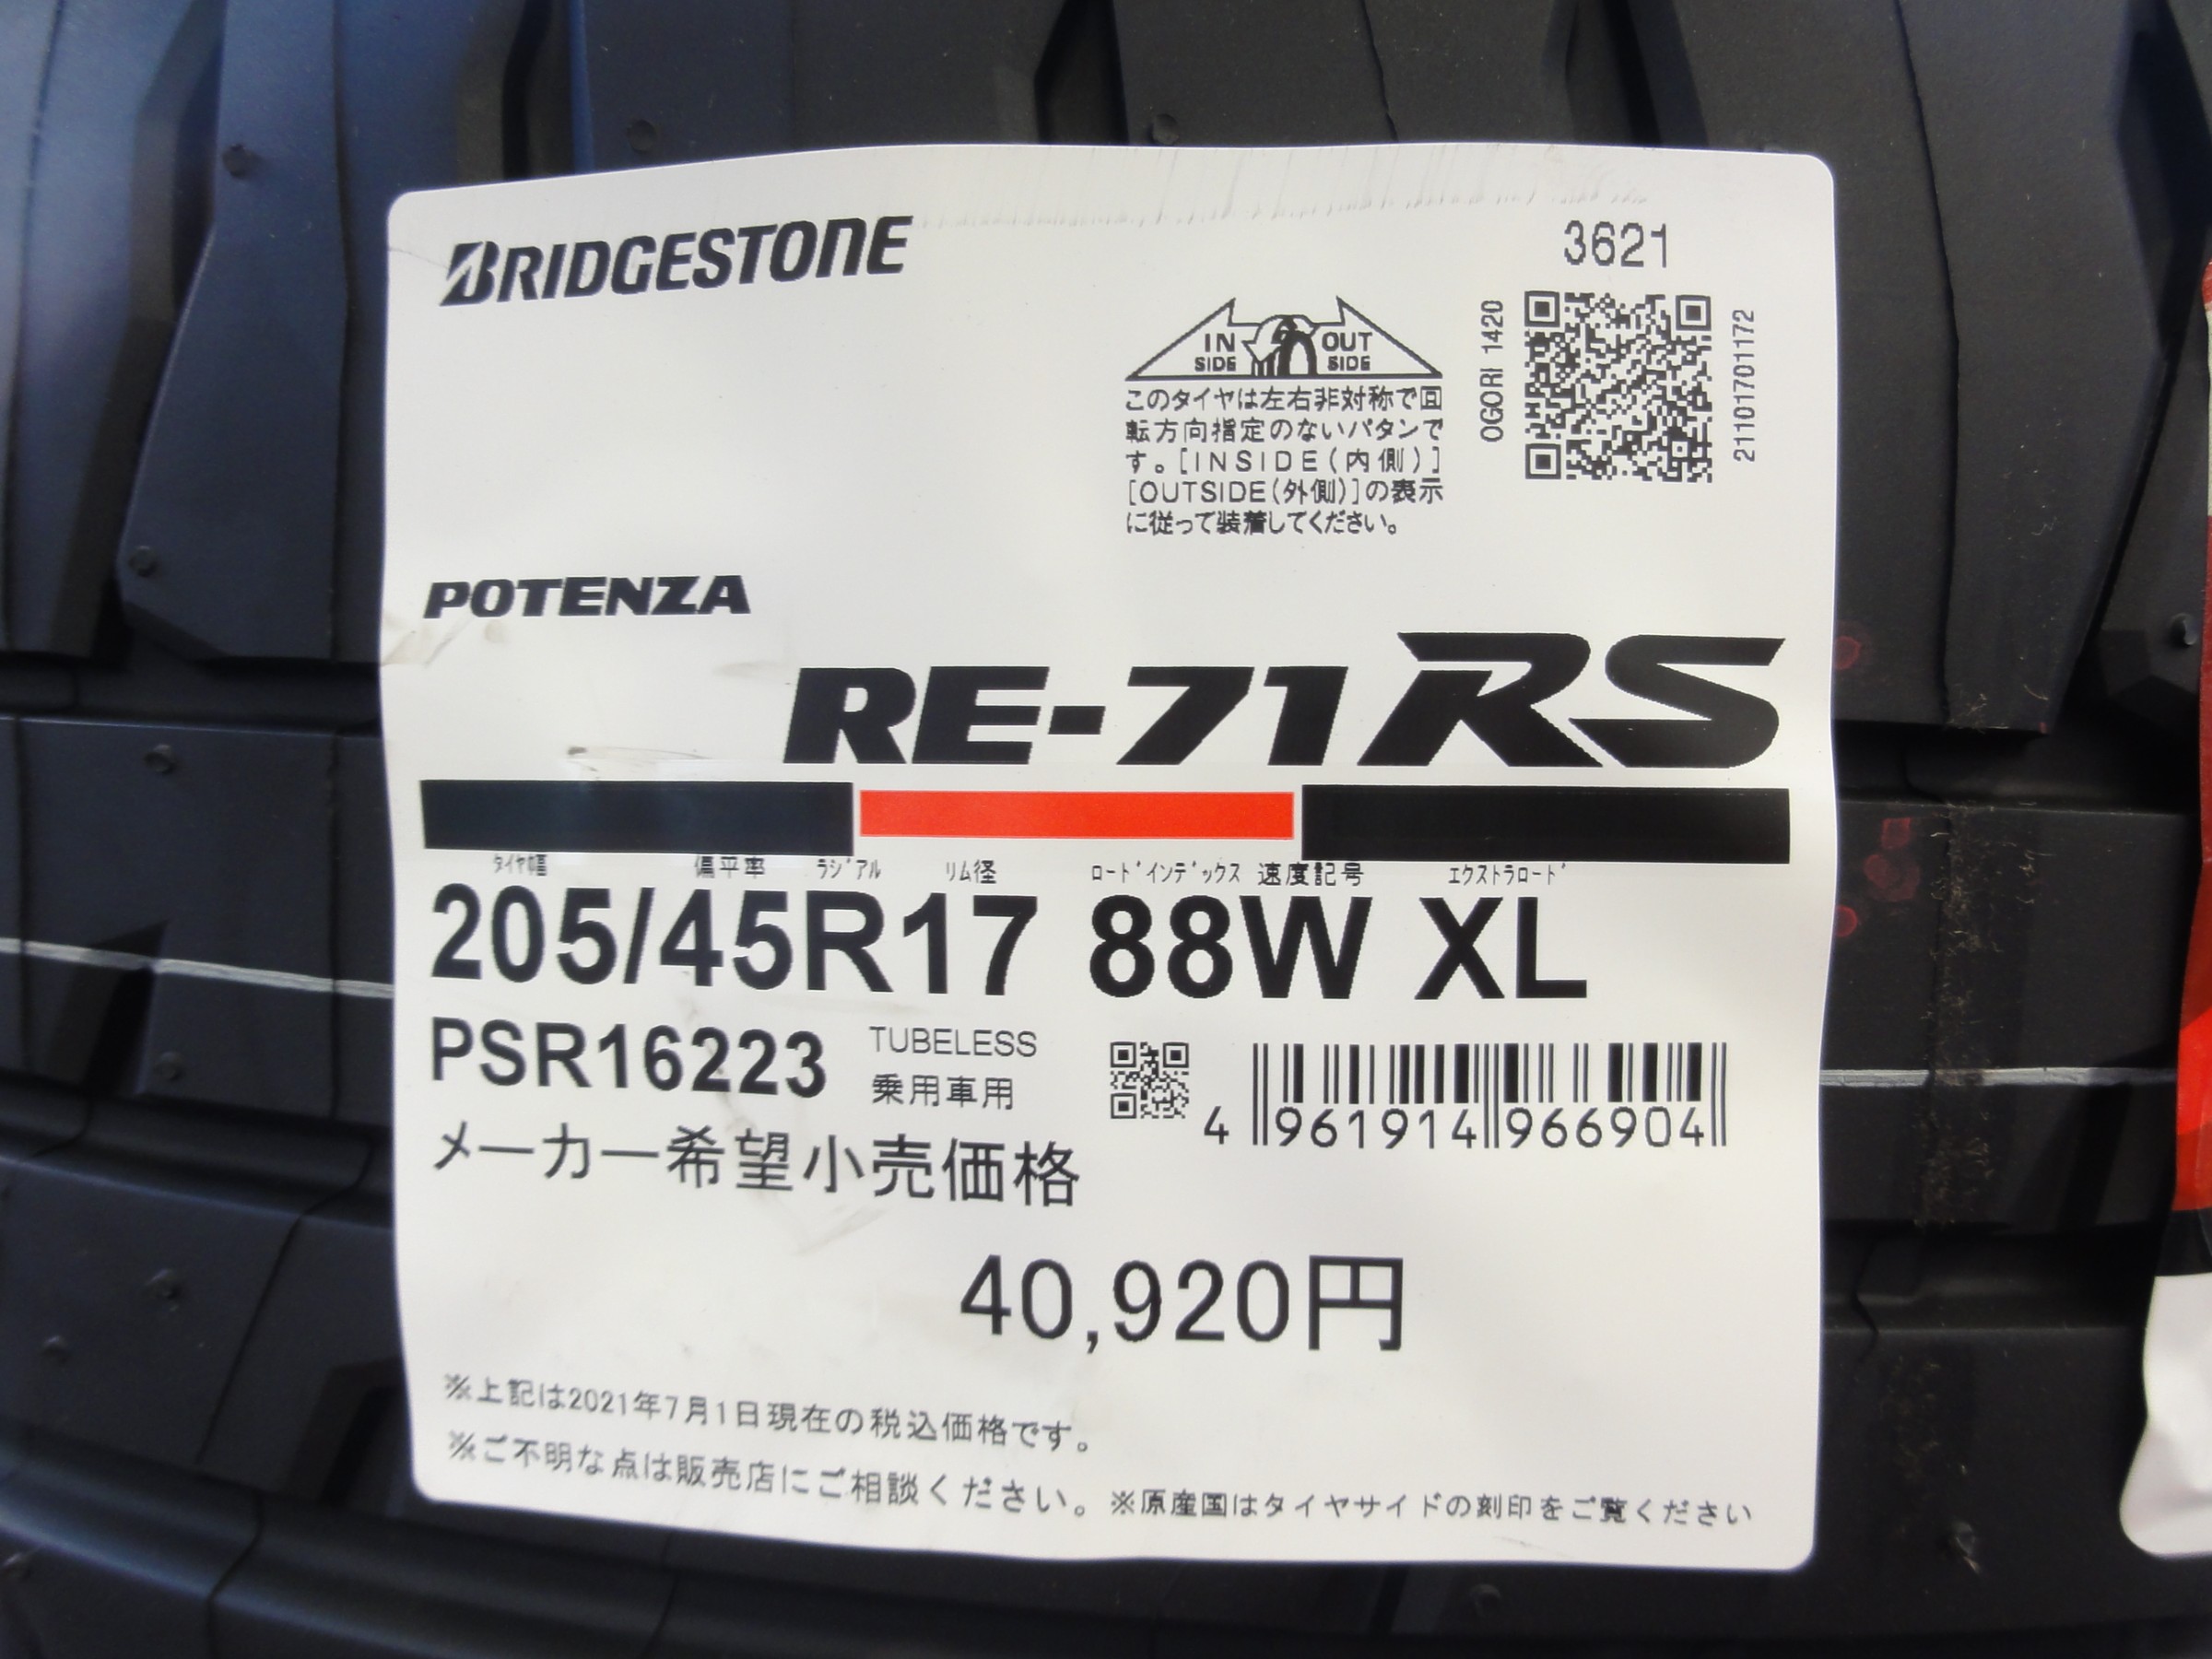 BRIDGESTONE
3621
OGORI 1420
211017011172
IN SIDE
OUT SIDE
このタイヤは左右非対称で回
転方向指定のないパタンで
す。[INSIDE(内側)]
[OUTSIDE(外側)]の表示
に従って装着してください。
POTENZA
RE-71RS
タイヤ幅 偏平率 ラジアル リム径 ロードインデックス 速度記号 エクストラロード
205/45R17 88W XL
PSR16223
TUBELESS
乗用車用
4 961914 966904
メーカー希望小売価格
40,920円
※上記は2021年7月1日現在の税込価格です。
※ご不明な点は販売店にご相談ください。※原産国はタイヤサイドの刻印をご覧ください